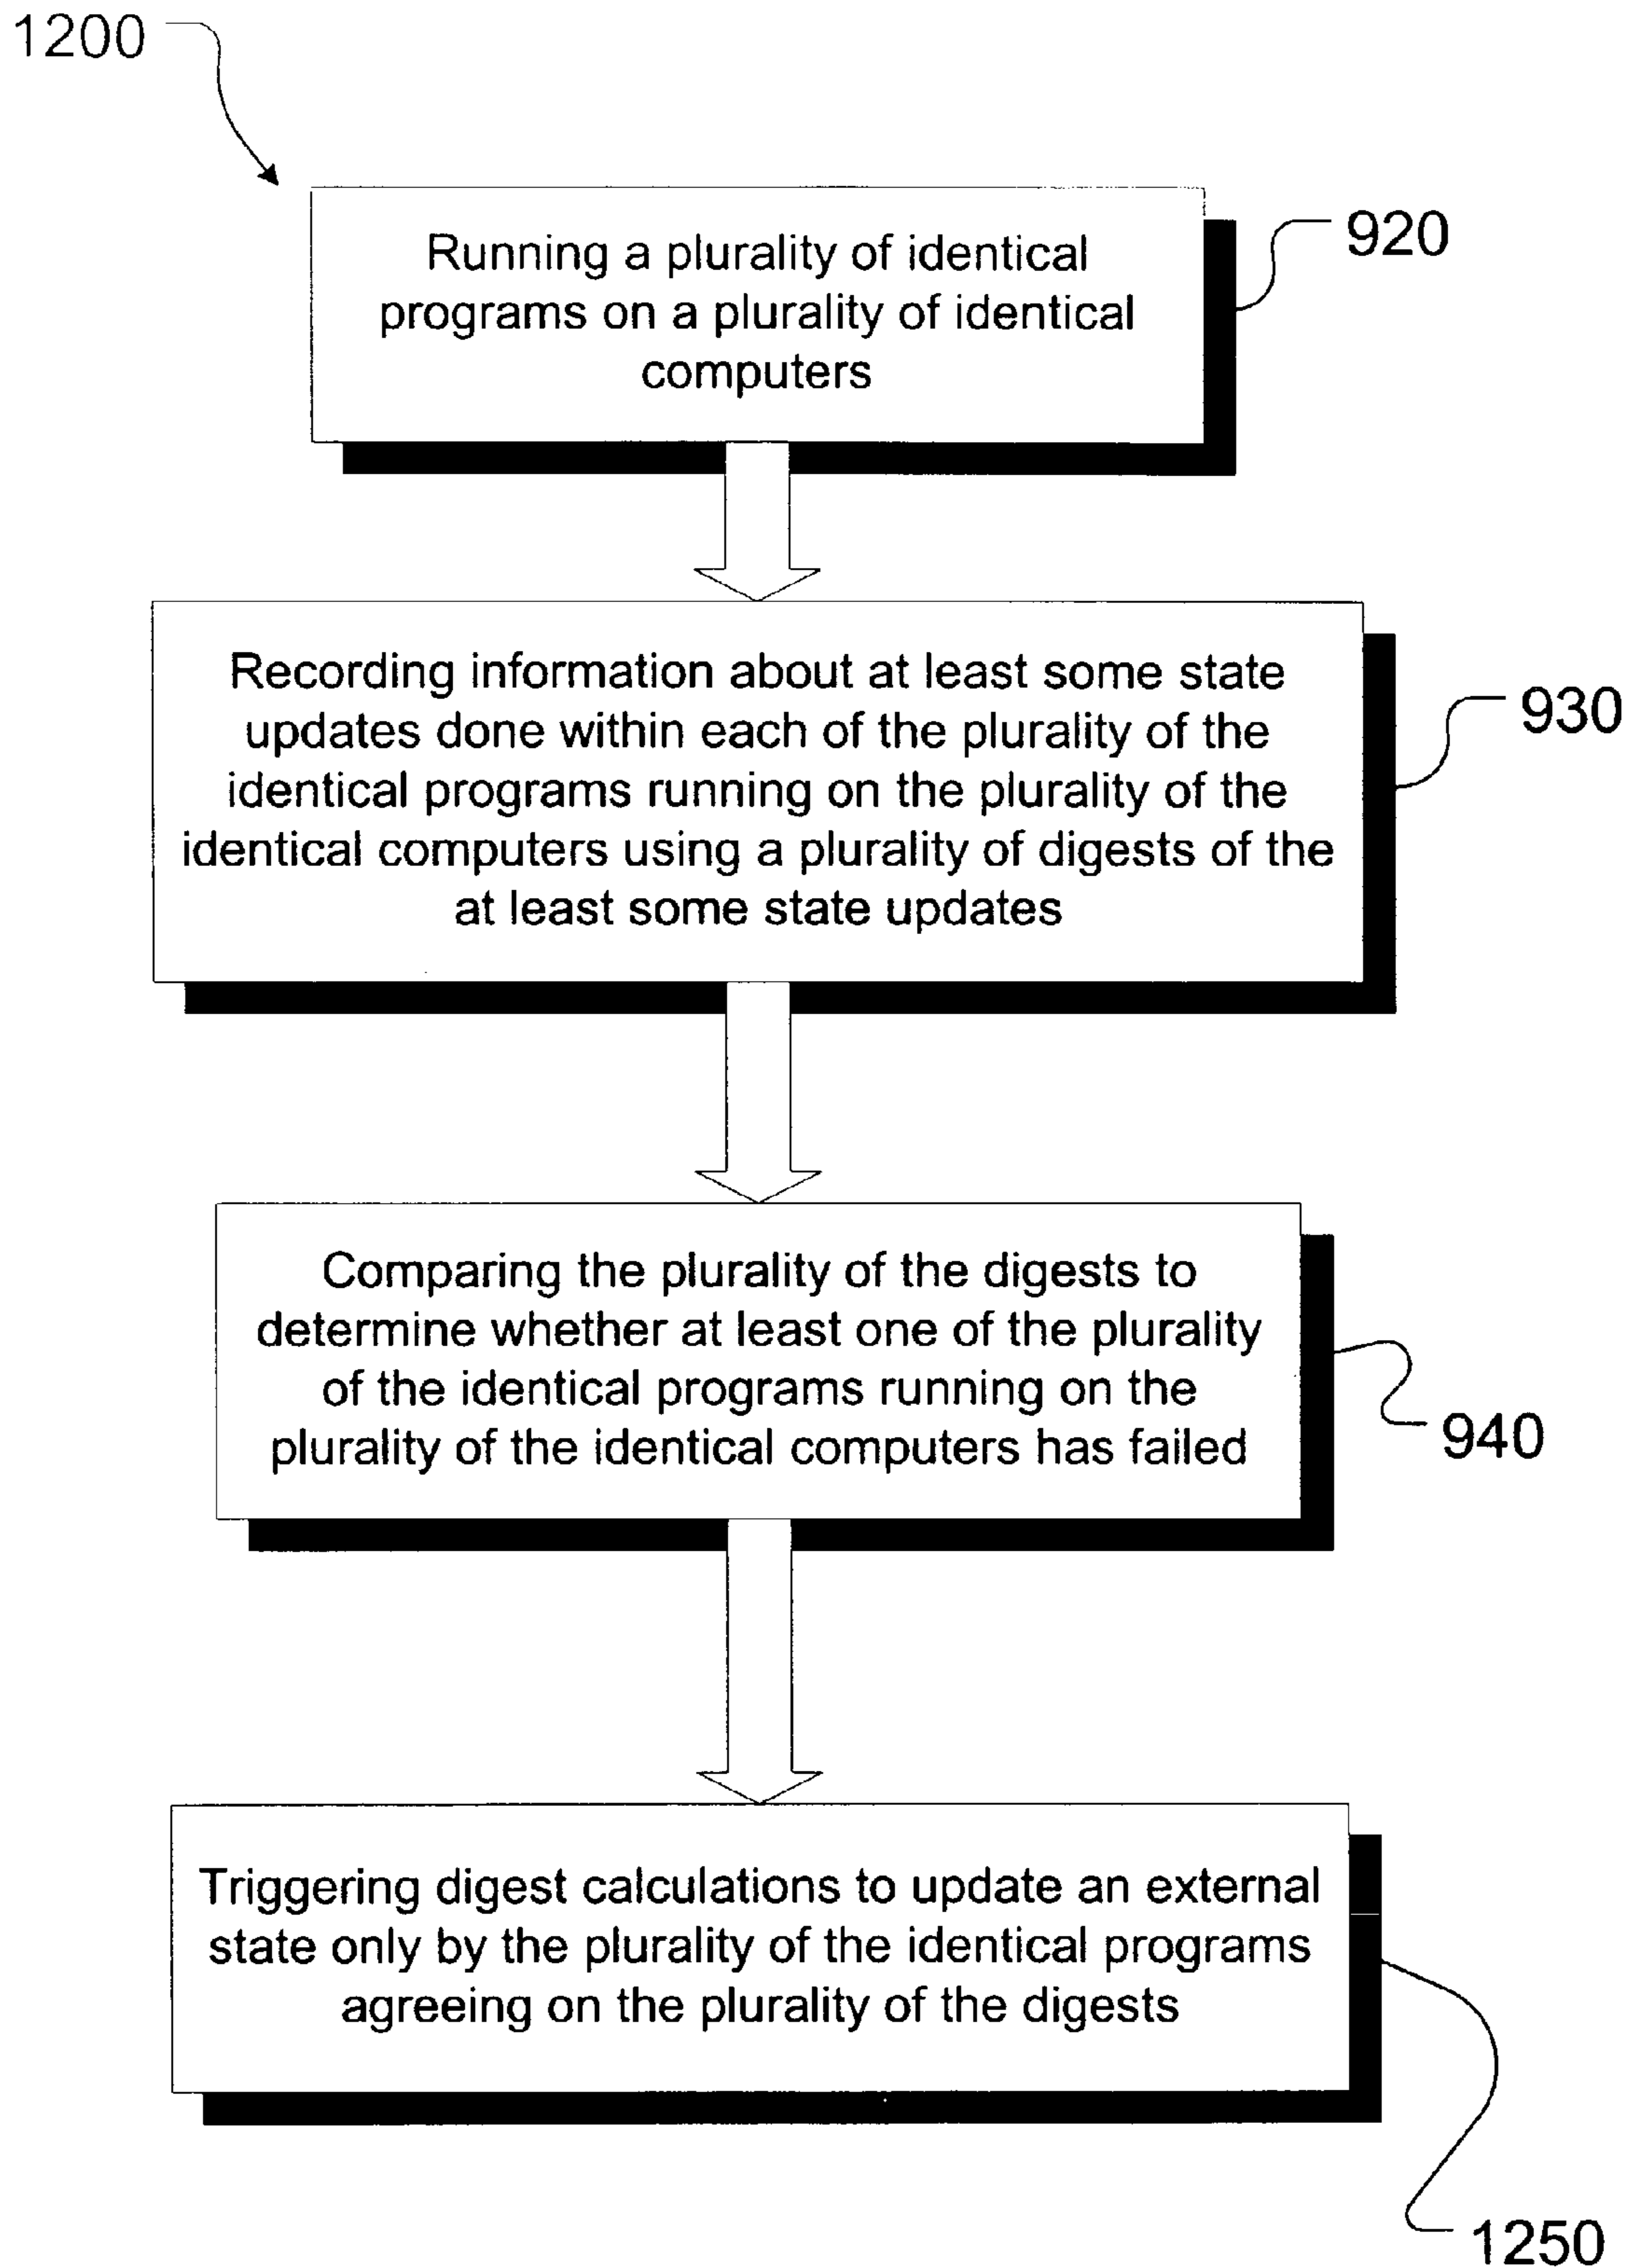 1200
Running a plurality of identical
programs on a plurality of identical
computers
920
Recording information about at least some state
updates done within each of the plurality of the
identical programs running on the plurality of the
identical computers using a plurality of digests of the
at least some state updates
930
Comparing the plurality of the digests to
determine whether at least one of the plurality
of the identical programs running on the
plurality of the identical computers has failed
940
Triggering digest calculations to update an external
state only by the plurality of the identical programs
agreeing on the plurality of the digests
1250